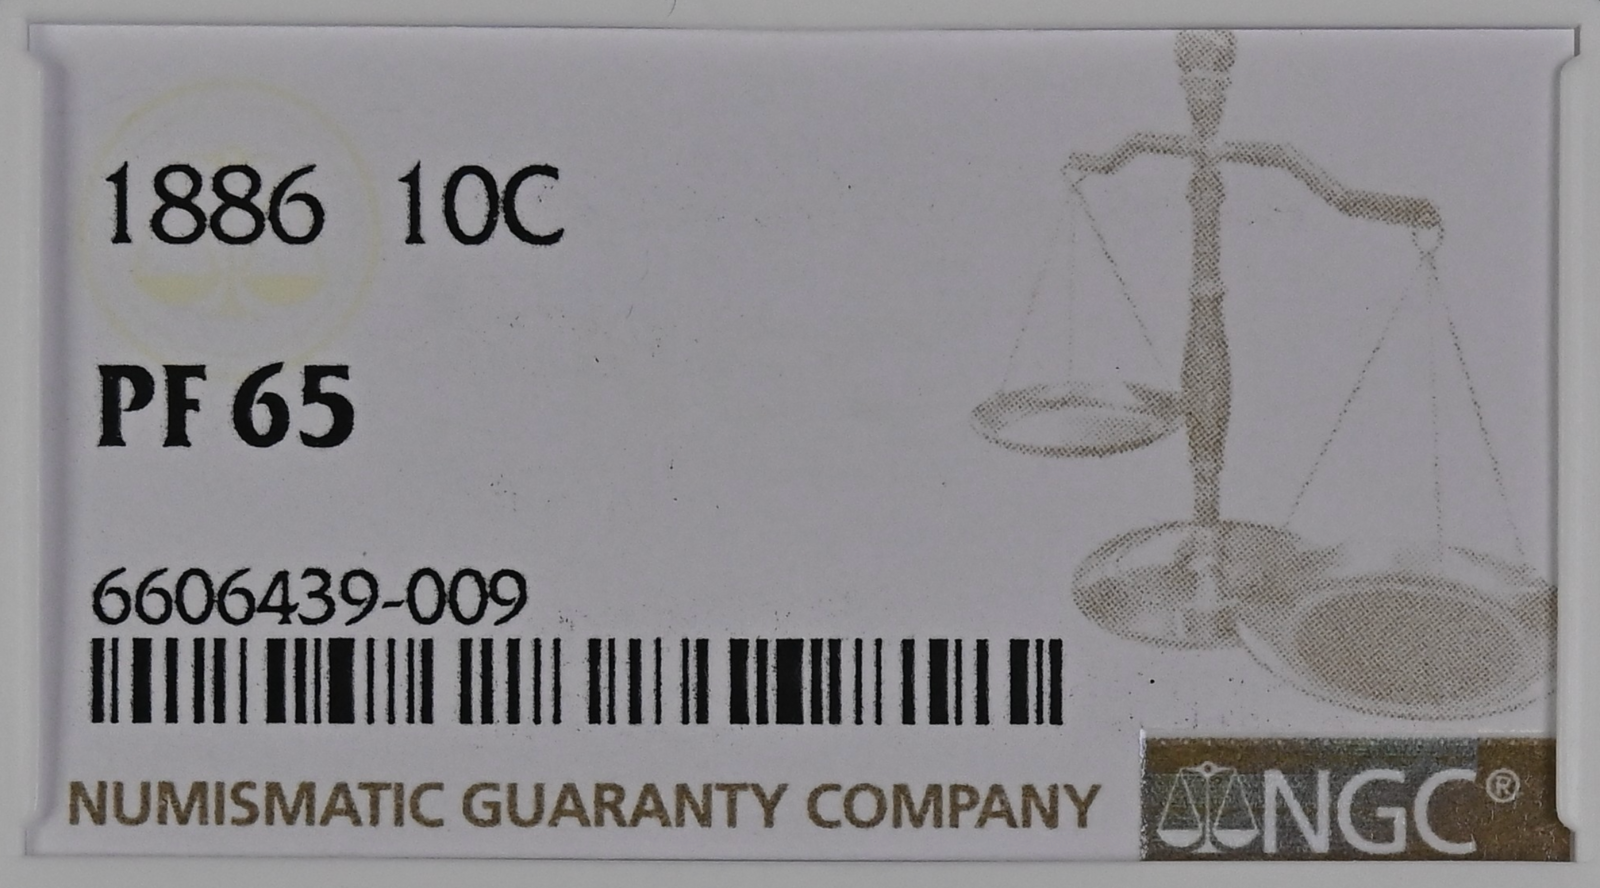 1886 10C
PF 65
6606439-009
NUMISMATIC GUARANTY COMPANY
NGC®